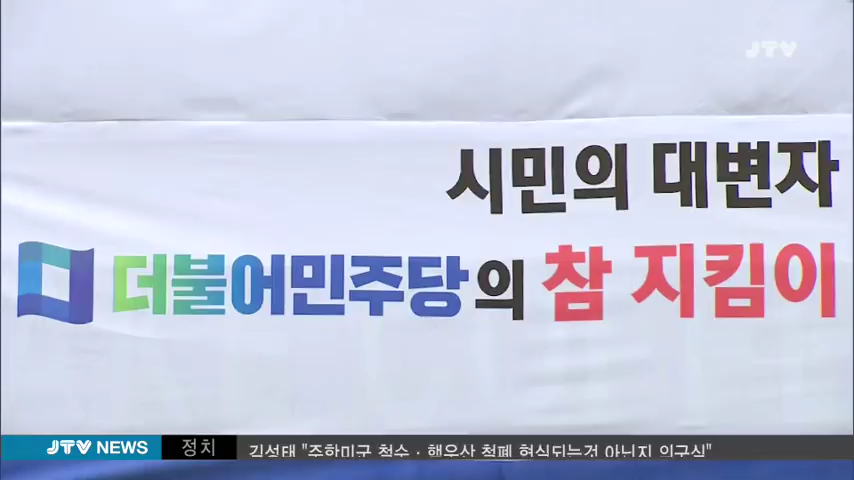 JTV
시민의 대변자
더불어민주당의 참 지킴이
JTV NEWS
정치
김성태 "주한미군 철수·핵우산 철폐 현실되는것 아닌지 의구심"